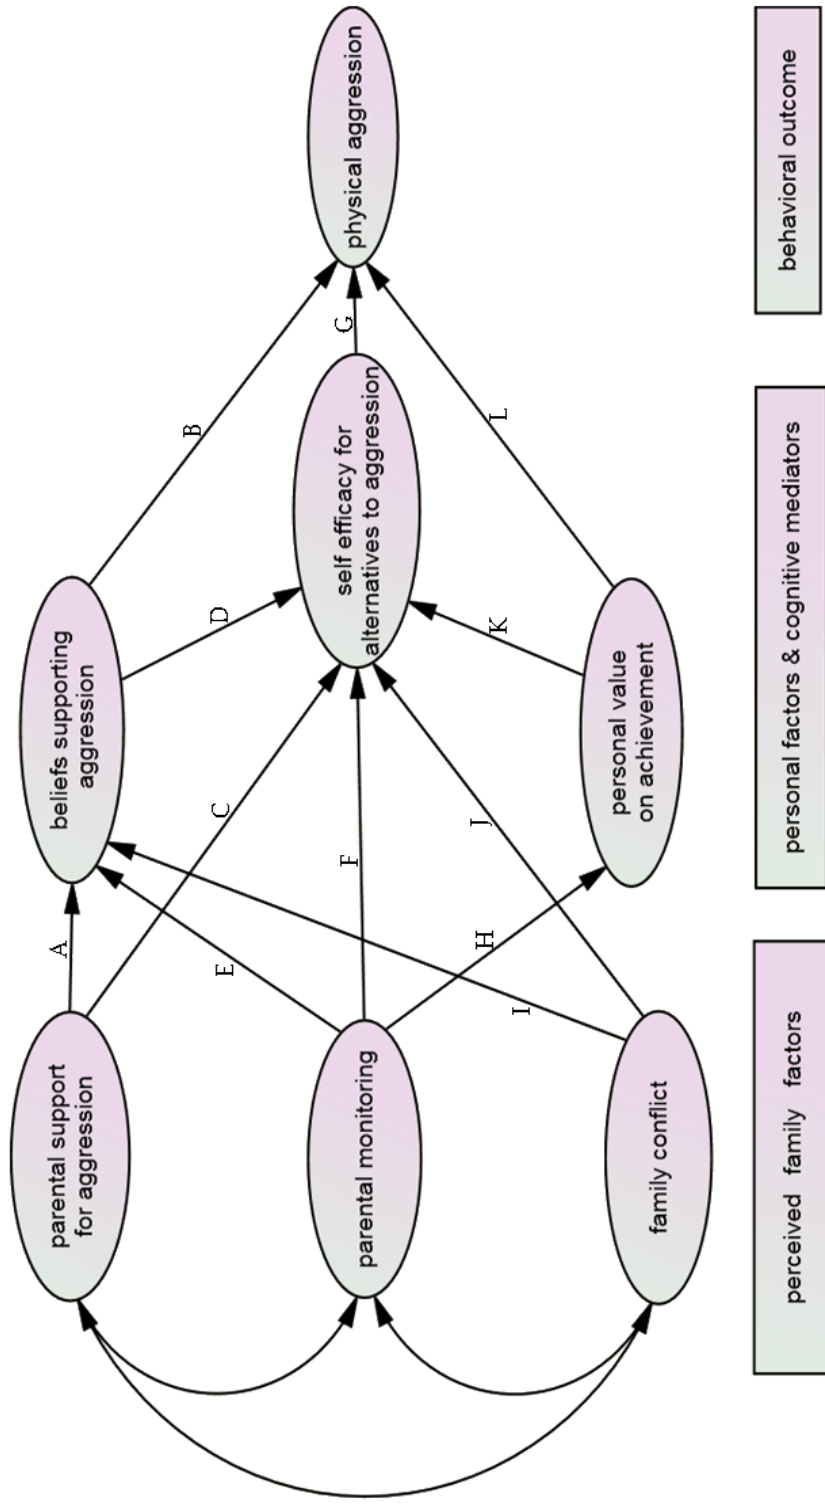 parental support
for aggression
parental monitoring
family conflict
A
C
E
F
H
I
J
beliefs supporting
aggression
personal value
on achievement
D
K
self efficacy for
alternatives to aggression
B
G
L
physical aggression
perceived family factors
personal factors & cognitive mediators
behavioral outcome